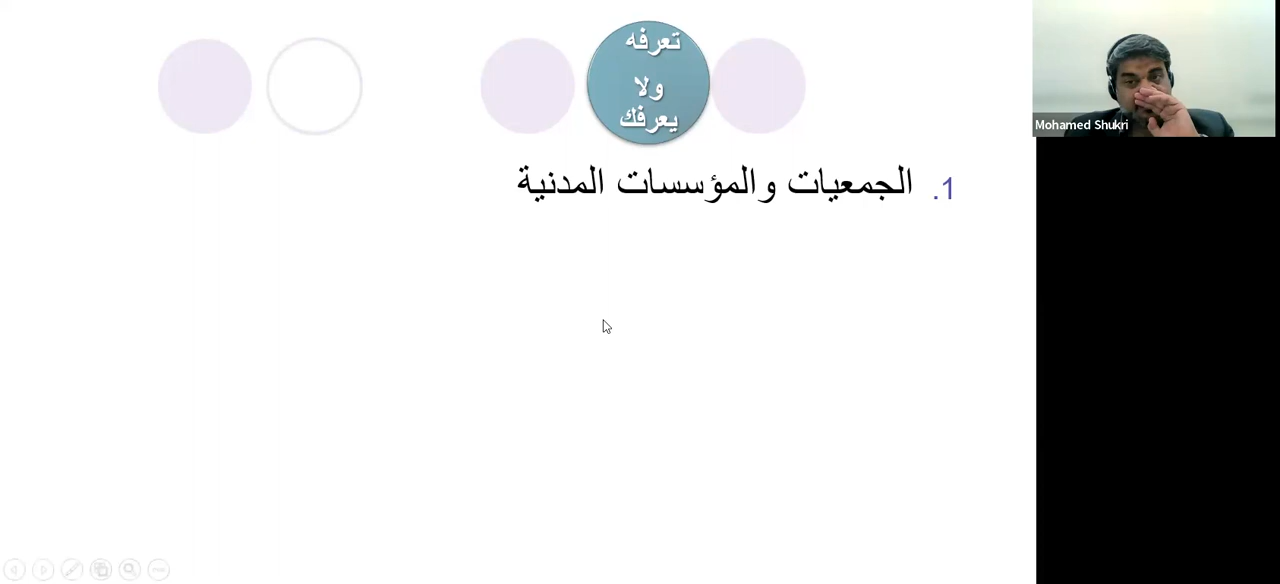 تعرفه
ولا
يعرفك
1. الجمعيات والمؤسسات المدنية
Mohamed Shukri